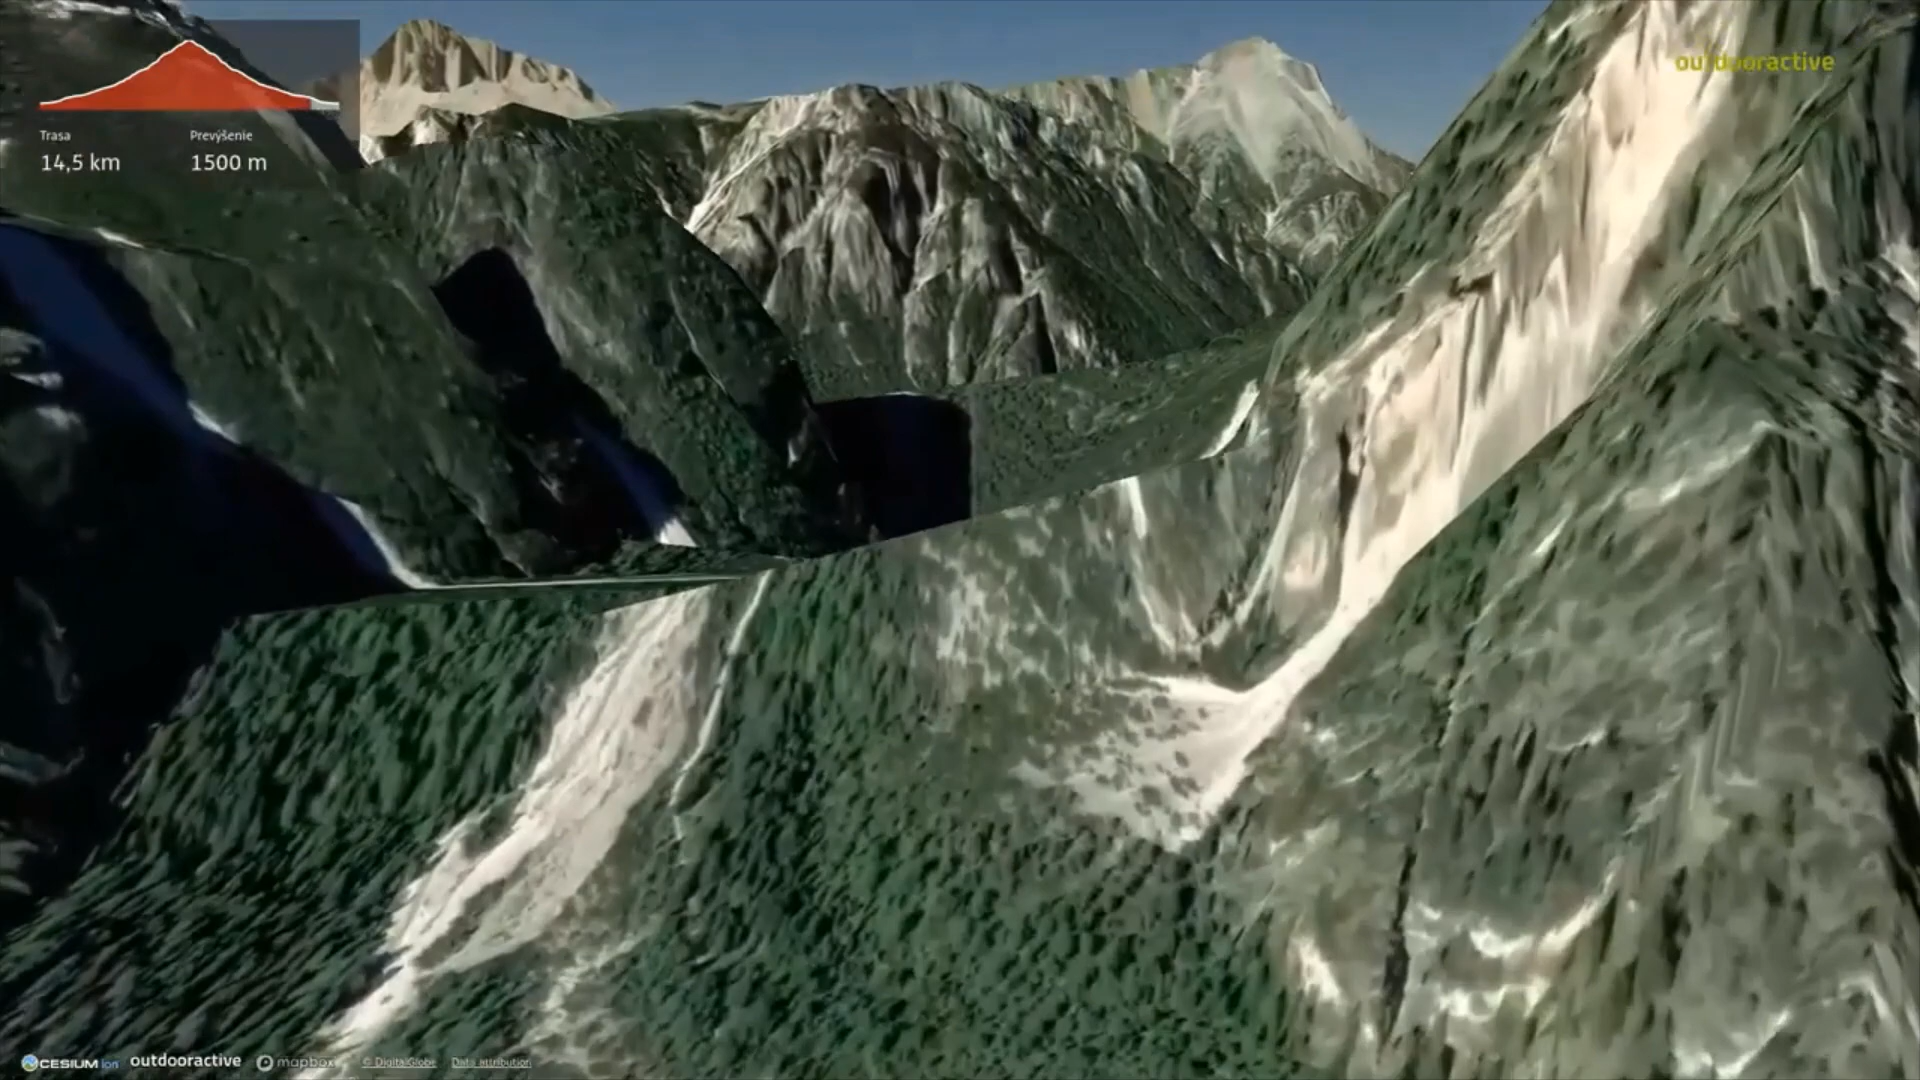 outdooractive
Trasa
Prevýšenie
14,5 km
1500 m
CESIUM ion
outdooractive
mapbox
© DigitalGlobe
Data attribution